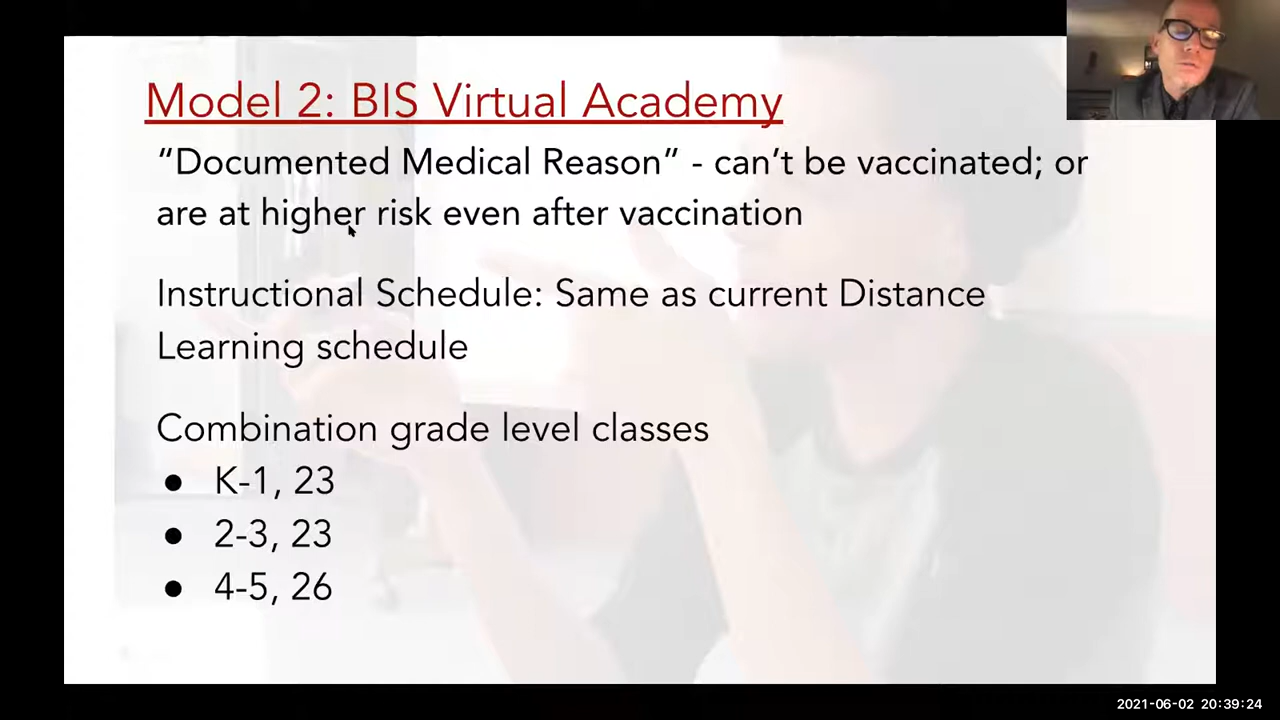 Model 2: BIS Virtual Academy
“Documented Medical Reason” - can’t be vaccinated; or
are at higher risk even after vaccination
Instructional Schedule: Same as current Distance
Learning schedule
Combination grade level classes
● K-1, 23
● 2-3, 23
● 4-5, 26
2021-06-02 20:39:24